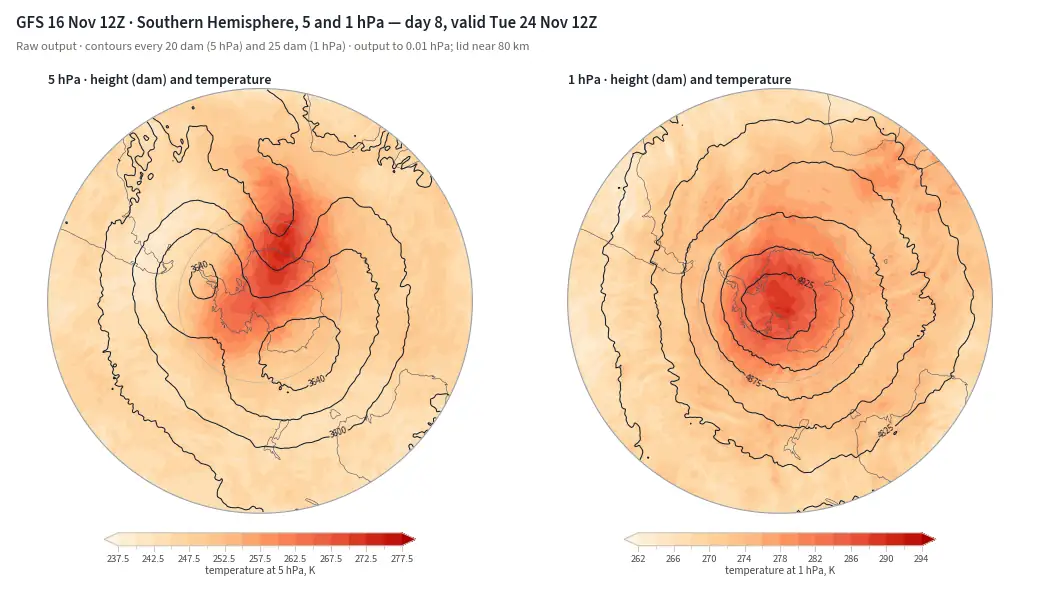 GFS 16 Nov 12Z · Southern Hemisphere, 5 and 1 hPa — day 8, valid Tue 24 Nov 12Z
Raw output · contours every 20 dam (5 hPa) and 25 dam (1 hPa) · output to 0.01 hPa; lid near 80 km
5 hPa · height (dam) and temperature
1 hPa · height (dam) and temperature
3640
3640
3600
4925
4875
4825
237.5 242.5 247.5 252.5 257.5 262.5 267.5 272.5 277.5
temperature at 5 hPa, K
262 266 270 274 278 282 286 290 294
temperature at 1 hPa, K